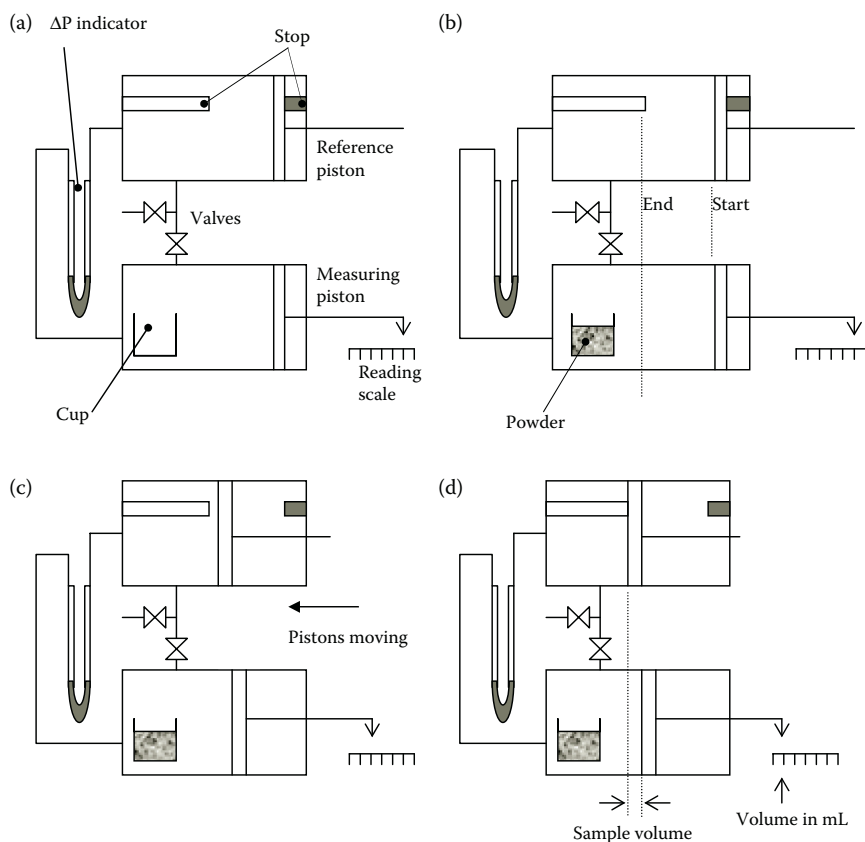 (a)
ΔP indicator
Stop
Reference
piston
Valves
Measuring
piston
Reading
scale
Cup
(b)
End
Start
Powder
(c)
Pistons moving
(d)
Volume in mL
Sample volume